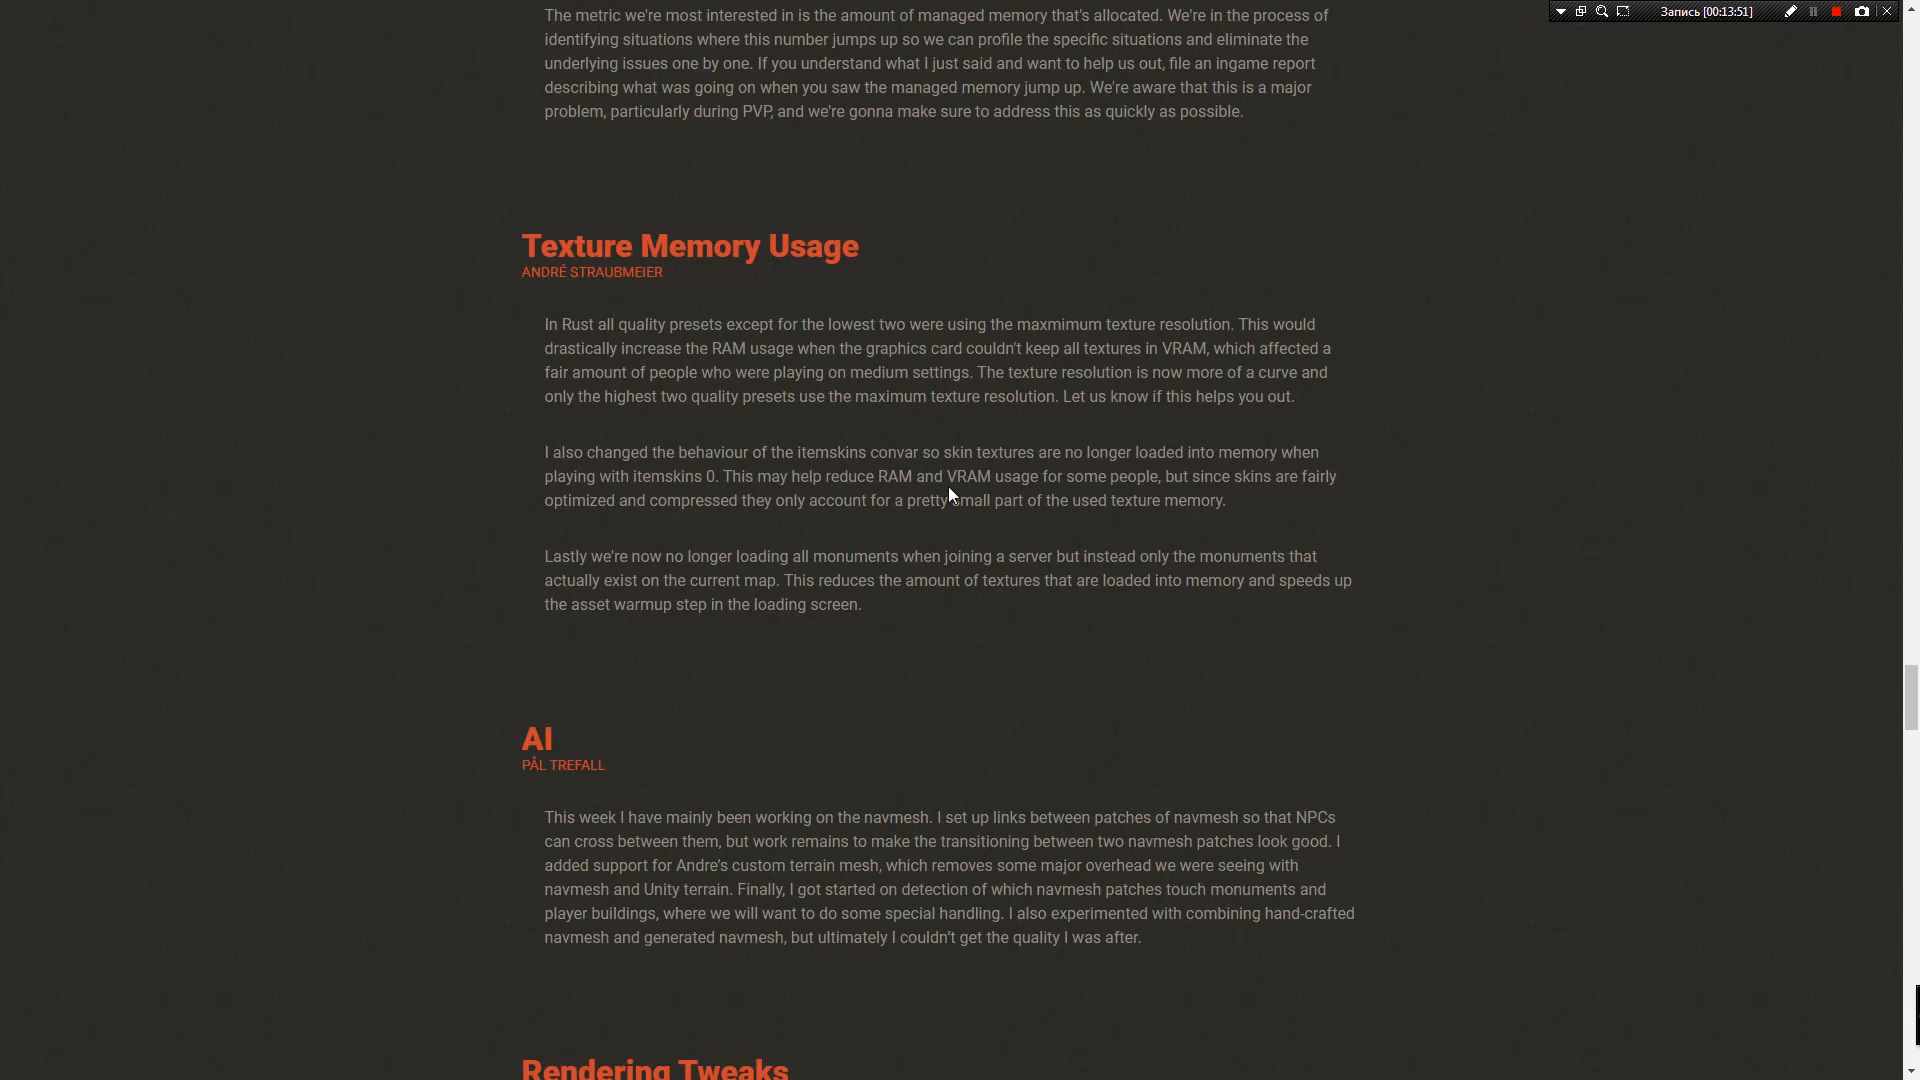 The metric we're most interested in is the amount of managed memory that's allocated. We're in the process of
identifying situations where this number jumps up so we can profile the specific situations and eliminate the
underlying issues one by one. If you understand what I just said and want to help us out, file an ingame report
describing what was going on when you saw the managed memory jump up. We're aware that this is a major
problem, particularly during PVP, and we're gonna make sure to address this as quickly as possible.
Запись [00:13:51]
Texture Memory Usage
ANDRÉ STRAUBMEIER
In Rust all quality presets except for the lowest two were using the maxmimum texture resolution. This would
drastically increase the RAM usage when the graphics card couldn't keep all textures in VRAM, which affected a
fair amount of people who were playing on medium settings. The texture resolution is now more of a curve and
only the highest two quality presets use the maximum texture resolution. Let us know if this helps you out.
I also changed the behaviour of the itemskins convar so skin textures are no longer loaded into memory when
playing with itemskins 0. This may help reduce RAM and VRAM usage for some people, but since skins are fairly
optimized and compressed they only account for a pretty small part of the used texture memory.
Lastly we're now no longer loading all monuments when joining a server but instead only the monuments that
actually exist on the current map. This reduces the amount of textures that are loaded into memory and speeds up
the asset warmup step in the loading screen.
AI
PÅL TREFALL
This week I have mainly been working on the navmesh. I set up links between patches of navmesh so that NPCs
can cross between them, but work remains to make the transitioning between two navmesh patches look good. I
added support for Andre's custom terrain mesh, which removes some major overhead we were seeing with
navmesh and Unity terrain. Finally, I got started on detection of which navmesh patches touch monuments and
player buildings, where we will want to do some special handling. I also experimented with combining hand-crafted
navmesh and generated navmesh, but ultimately I couldn't get the quality I was after.
Rendering Tweaks